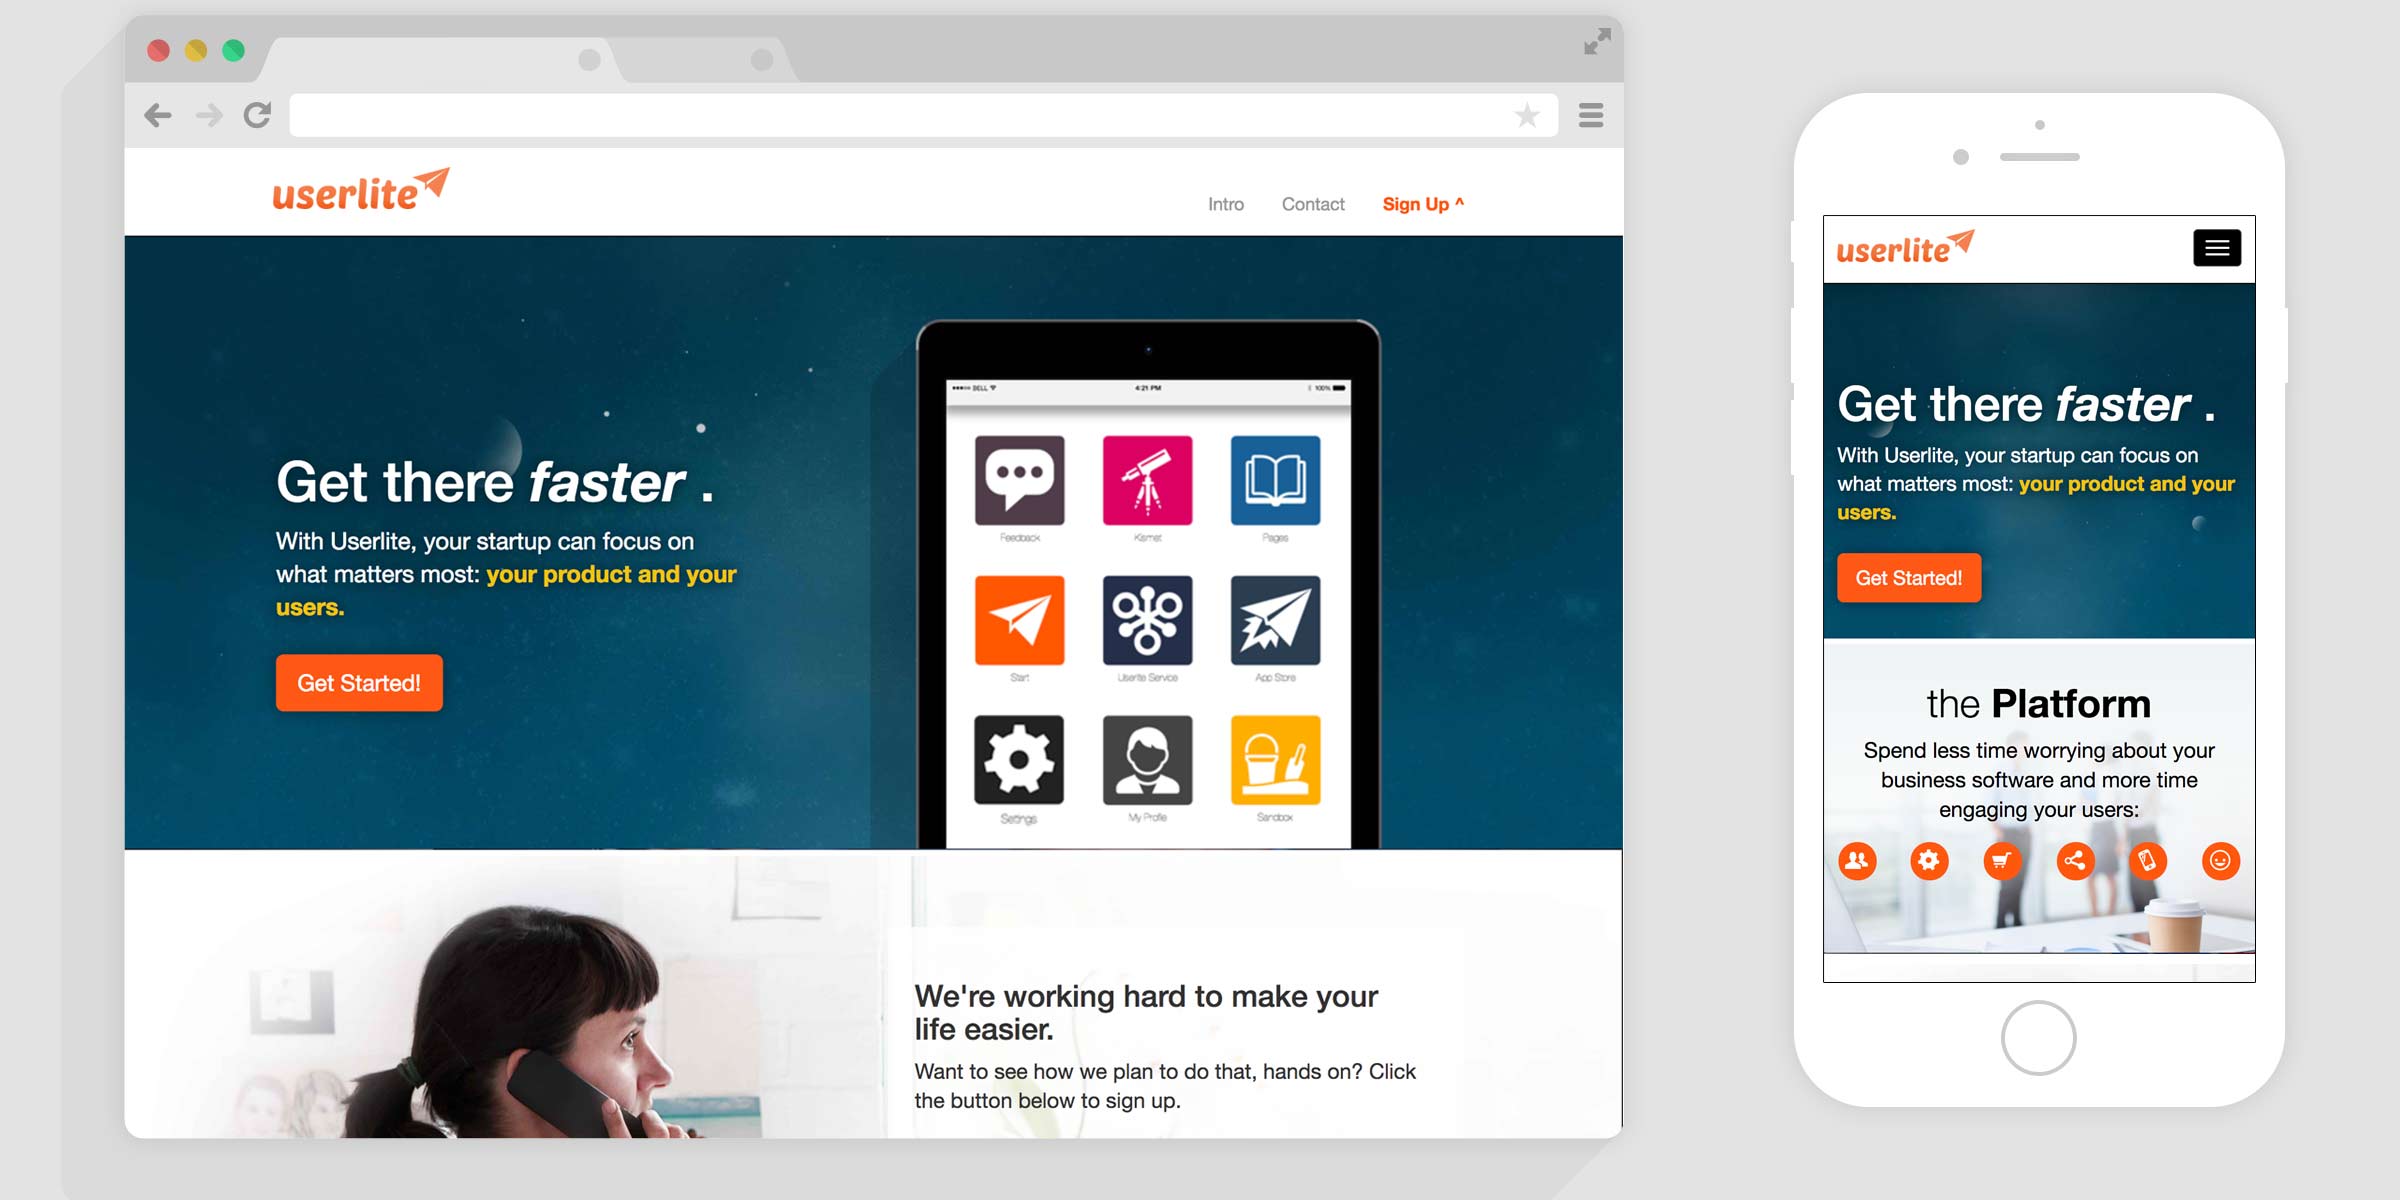 userlite
Intro Contact Sign Up ^
Get there faster .
With Userlite, your startup can focus on
what matters most: your product and your
users.
Get Started!
●●●○○ BELL 4:21 PM 100%
Feedback Kismet Pages
Start Userlite Service App Store
Settings My Profile Sandbox
We're working hard to make your
life easier.
Want to see how we plan to do that, hands on? Click
the button below to sign up.
userlite
Get there faster .
With Userlite, your startup can focus on
what matters most: your product and your
users.
Get Started!
the Platform
Spend less time worrying about your
business software and more time
engaging your users: